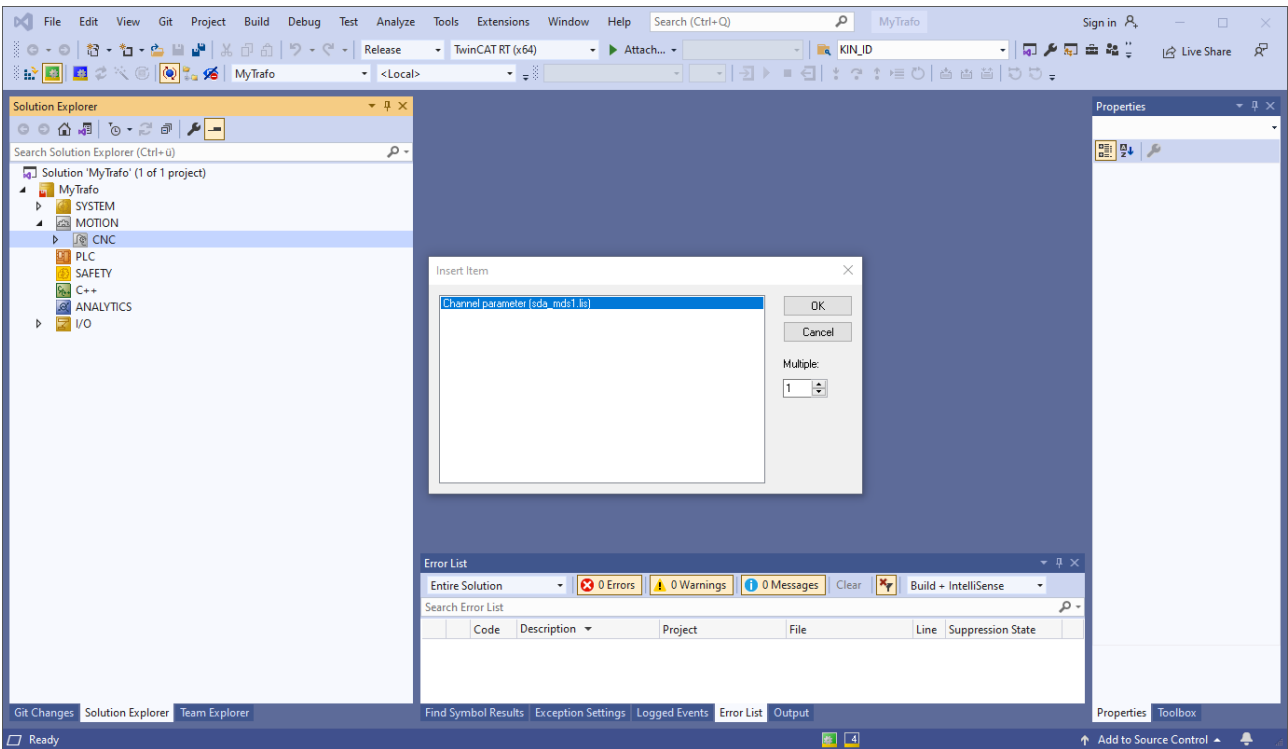 File Edit View Git Project Build Debug Test Analyze Tools Extensions Window Help Search (Ctrl+Q) MyTrafo Sign in
Release TwinCAT RT (x64) Attach... KIN_ID Live Share
MyTrafo <Local>
Solution Explorer
Search Solution Explorer (Ctrl+ü)
Solution 'MyTrafo' (1 of 1 project)
MyTrafo
SYSTEM
MOTION
CNC
PLC
SAFETY
C++
ANALYTICS
I/O
Insert Item
Channel parameter (sda_mds1.lis)
OK
Cancel
Multiple:
1
Error List
Entire Solution 0 Errors 0 Warnings 0 Messages Clear Build + IntelliSense
Search Error List
Code Description Project File Line Suppression State
Properties
Git Changes Solution Explorer Team Explorer
Find Symbol Results Exception Settings Logged Events Error List Output
Properties Toolbox
Ready 4 Add to Source Control